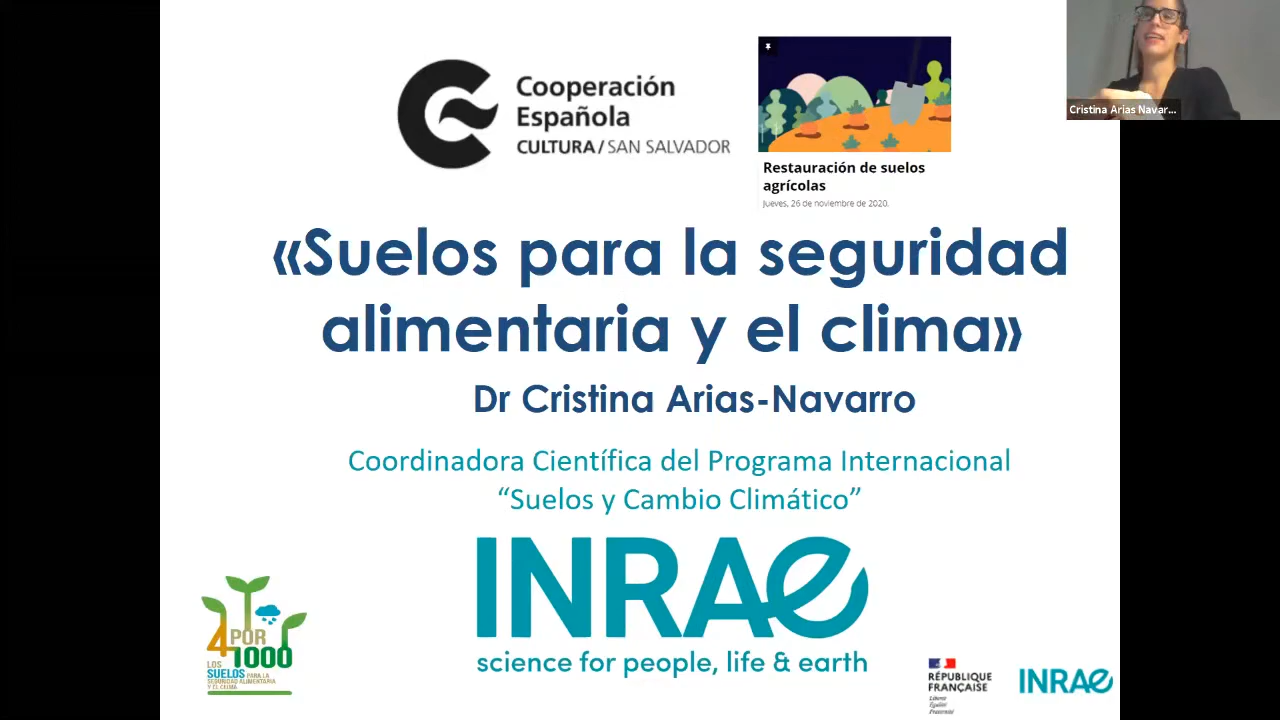 Cooperación
Española
CULTURA / SAN SALVADOR
Restauración de suelos
agrícolas
Jueves, 26 de noviembre de 2020.
Cristina Arias Navar...
«Suelos para la seguridad
alimentaria y el clima»
Dr Cristina Arias-Navarro
Coordinadora Científica del Programa Internacional
“Suelos y Cambio Climático”
INRAE
science for people, life & earth
4 POR
1000
LOS
SUELOS PARA LA
SEGURIDAD ALIMENTARIA
Y EL CLIMA
RÉPUBLIQUE
FRANÇAISE
Liberté
Égalité
Fraternité
INRAE